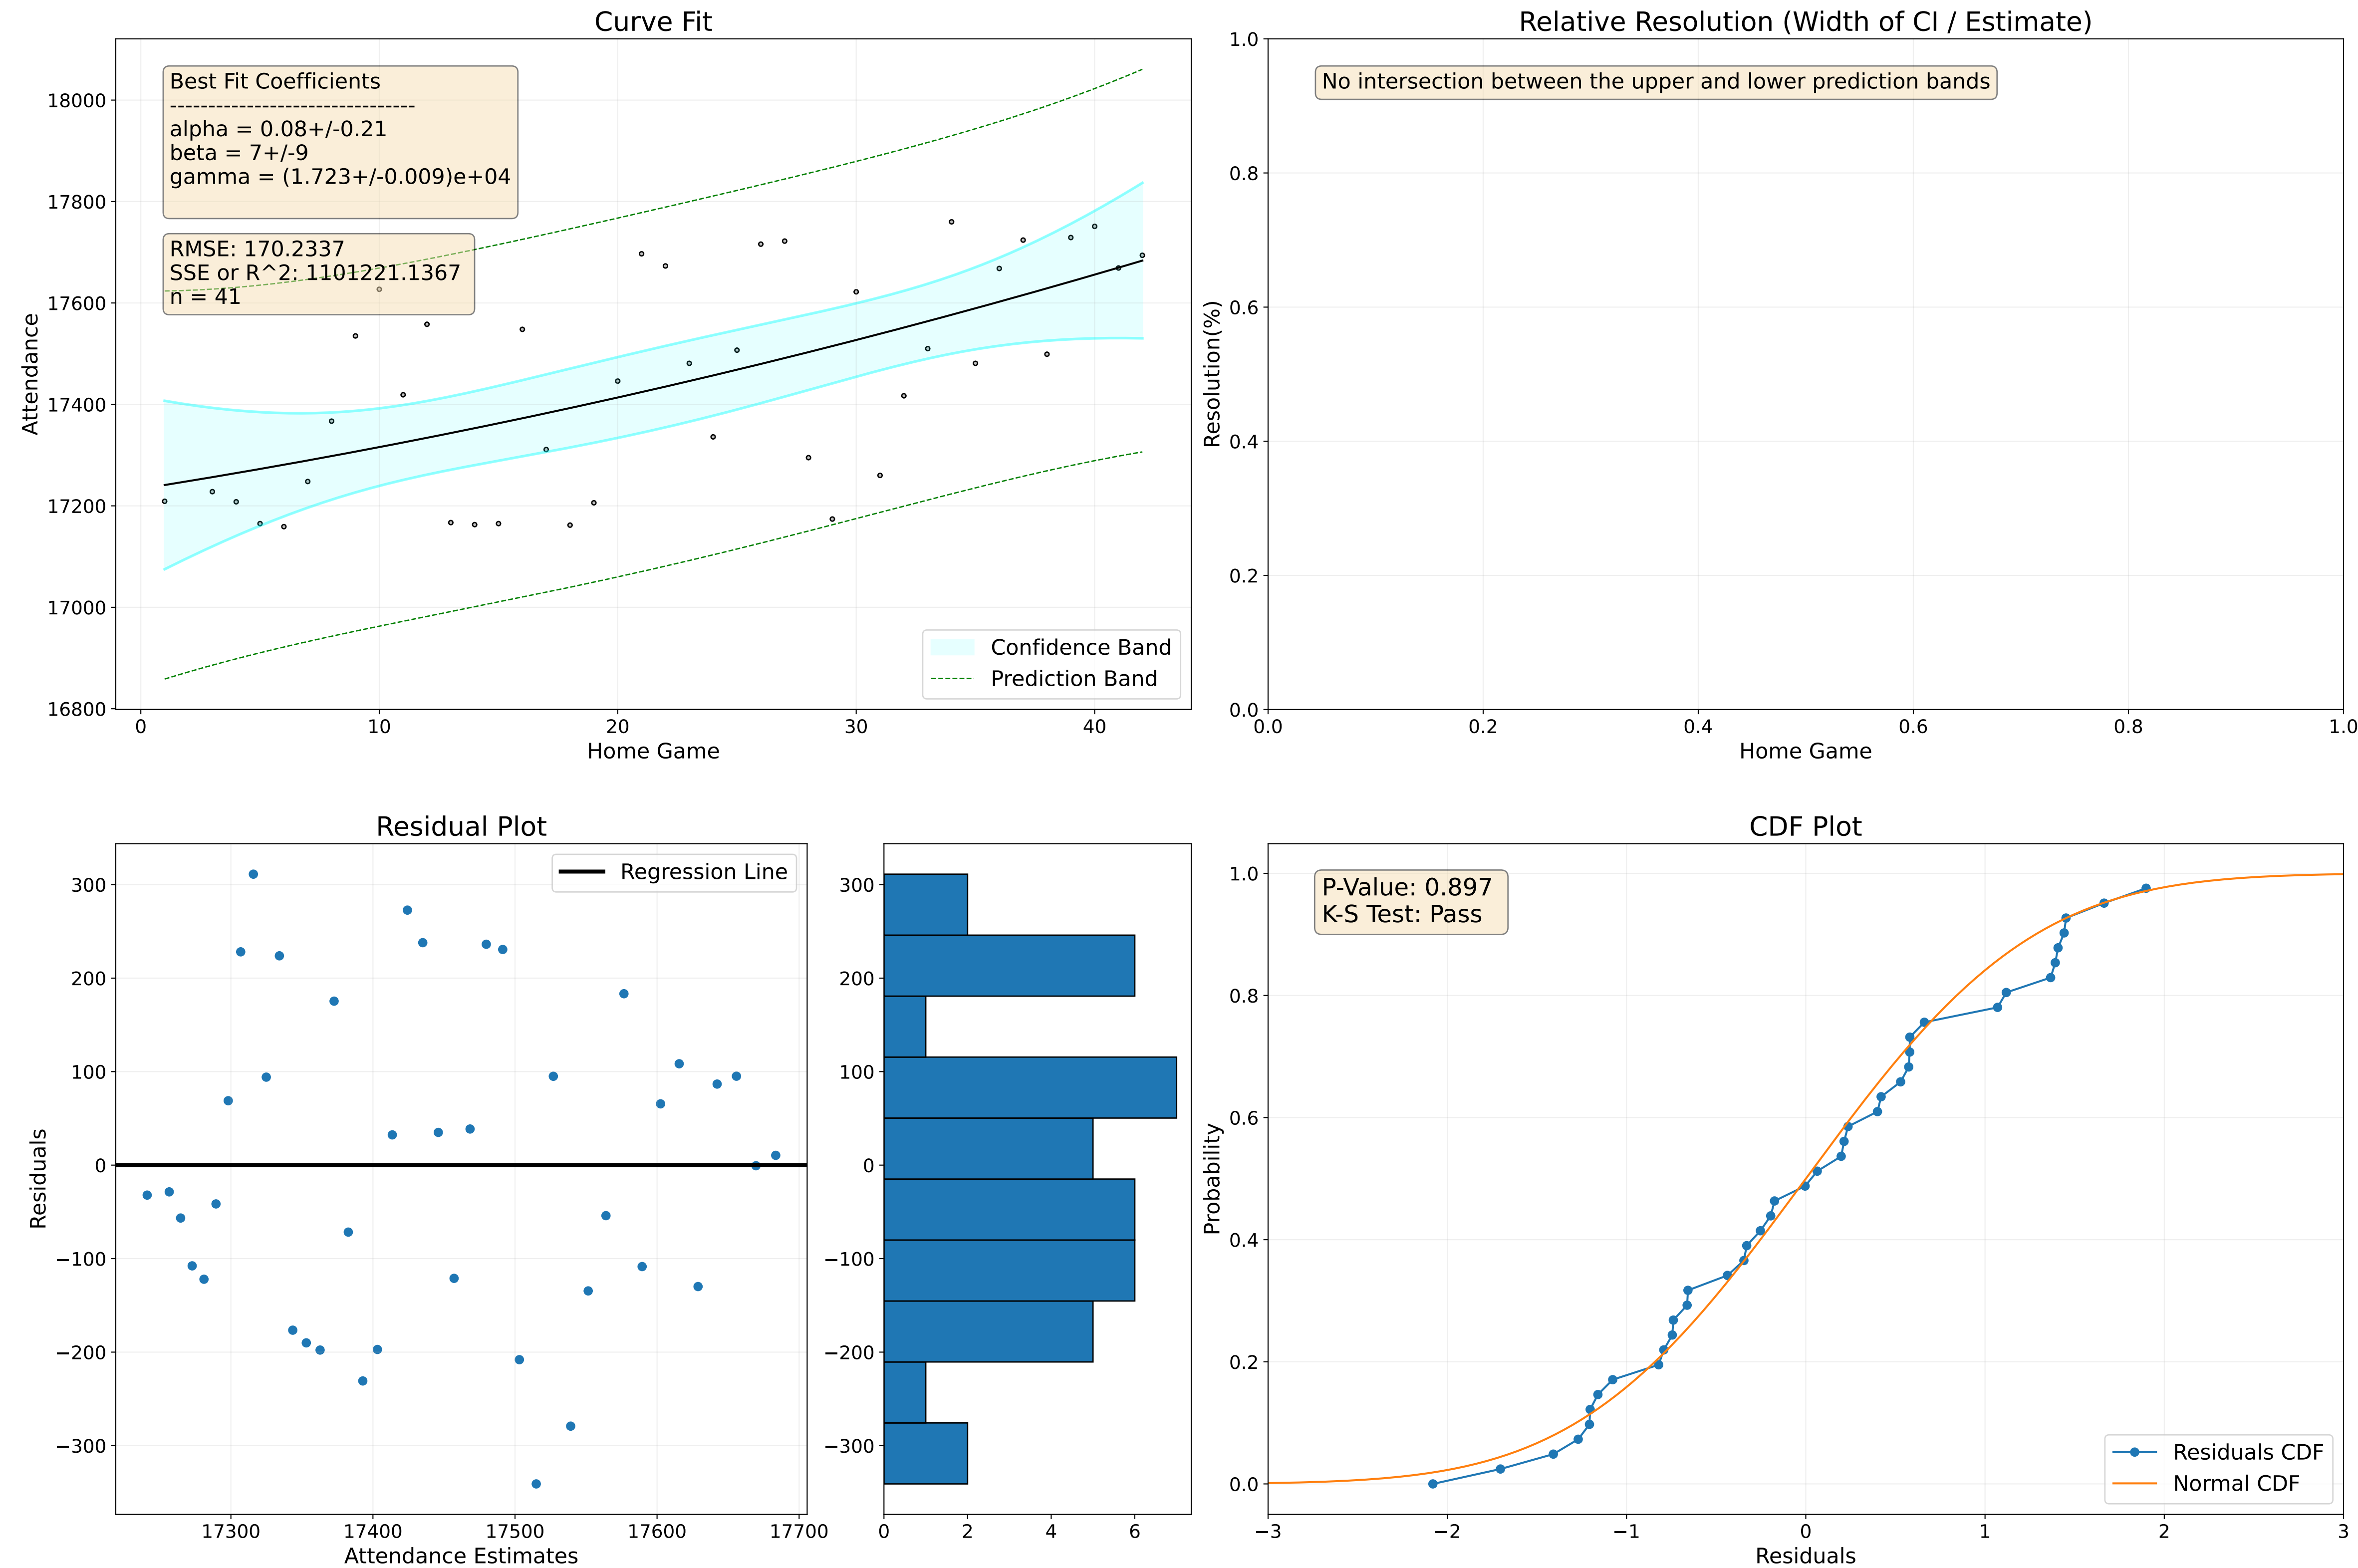 Curve Fit
Best Fit Coefficients
--------------------------------
alpha = 0.08+/-0.21
beta = 7+/-9
gamma = (1.723+/-0.009)e+04
RMSE: 170.2337
SSE or R^2: 1101221.1367
n = 41
18000
17800
17600
17400
17200
17000
16800
Attendance
Confidence Band
Prediction Band
0 10 20 30 40
Home Game
Relative Resolution (Width of CI / Estimate)
No intersection between the upper and lower prediction bands
1.0
0.8
0.6
0.4
0.2
0.0
Resolution(%)
0.0 0.2 0.4 0.6 0.8 1.0
Home Game
Residual Plot
Regression Line
300
200
100
0
−100
−200
−300
Residuals
17300 17400 17500 17600 17700
Attendance Estimates
300
200
100
0
−100
−200
−300
0 2 4 6
CDF Plot
P-Value: 0.897
K-S Test: Pass
1.0
0.8
0.6
0.4
0.2
0.0
Probability
Residuals CDF
Normal CDF
−3 −2 −1 0 1 2 3
Residuals